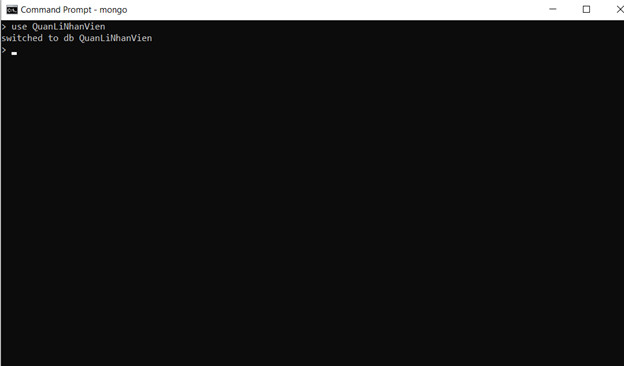 Command Prompt - mongo
> use QuanLiNhanVien
switched to db QuanLiNhanVien
>